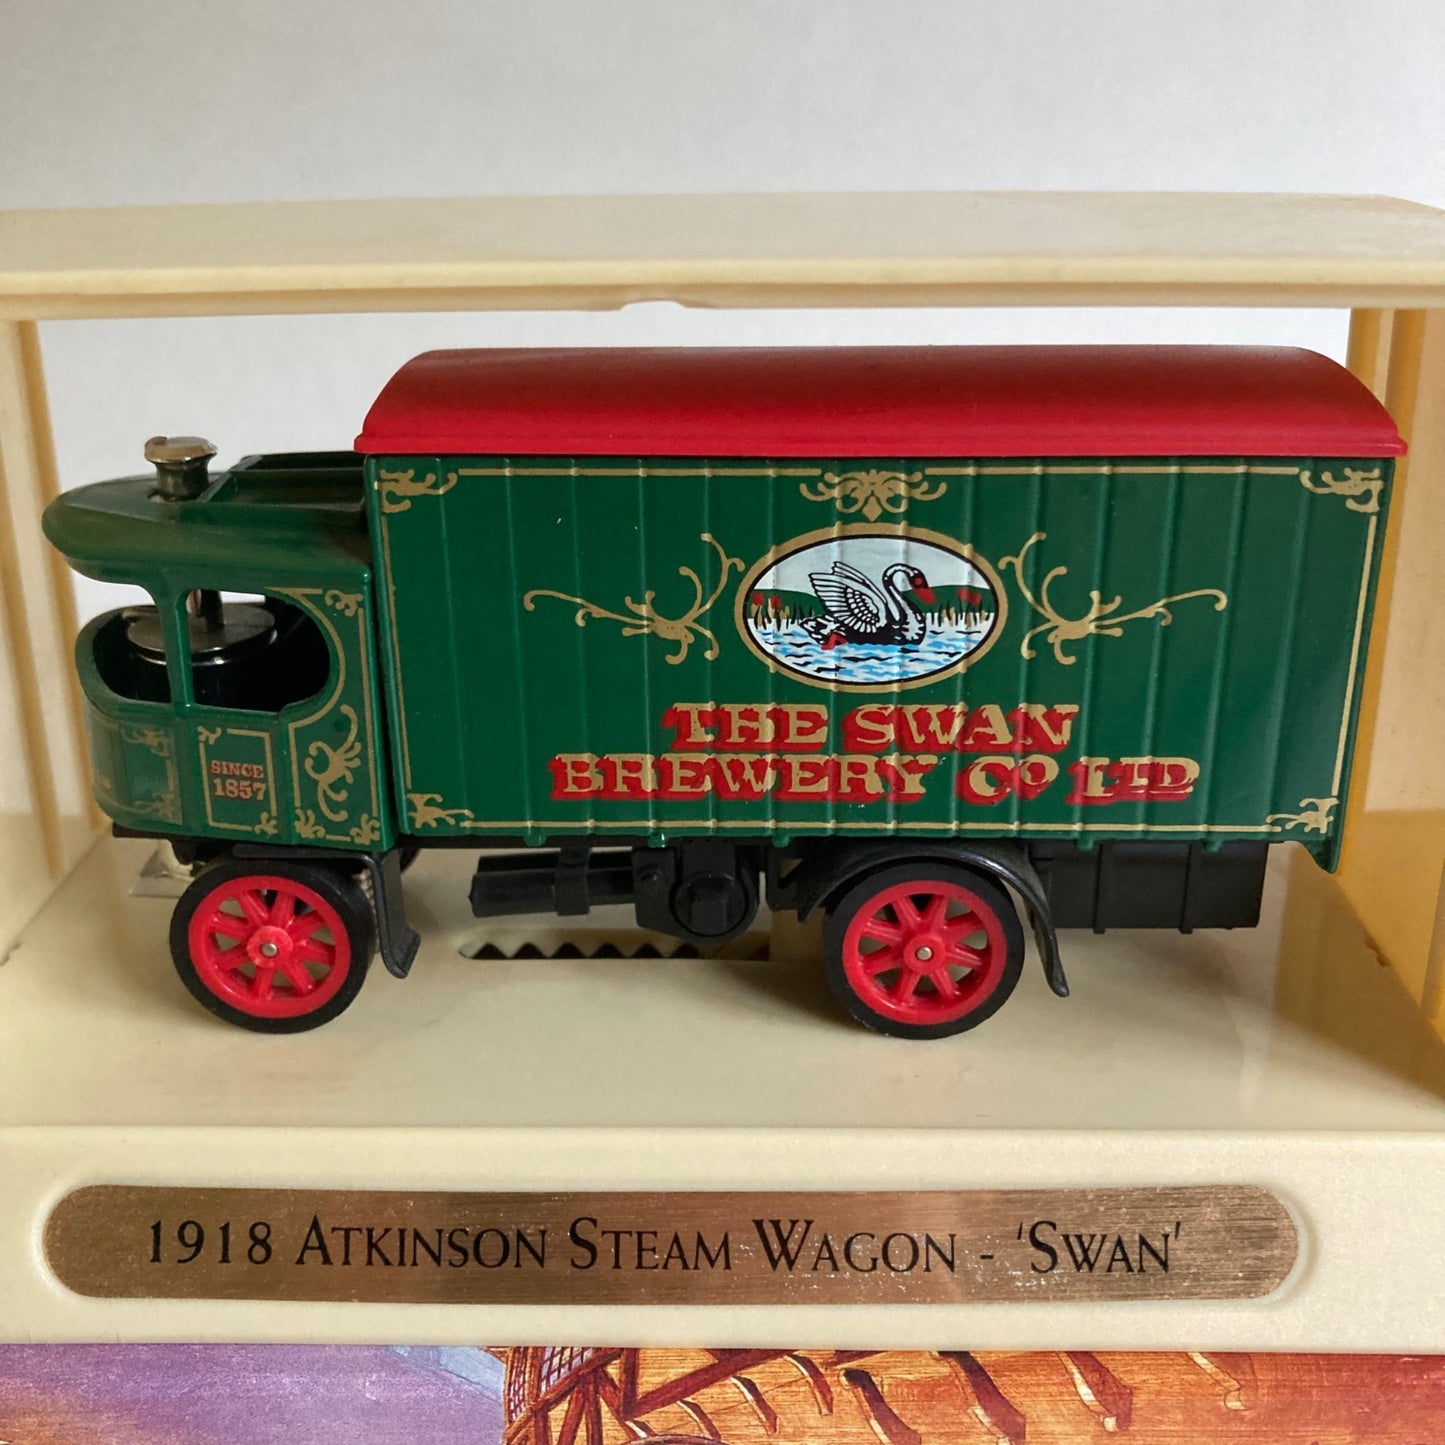 THE SWAN
BREWERY Cº LTD
SINCE
1857
1918 ATKINSON STEAM WAGON - 'SWAN'